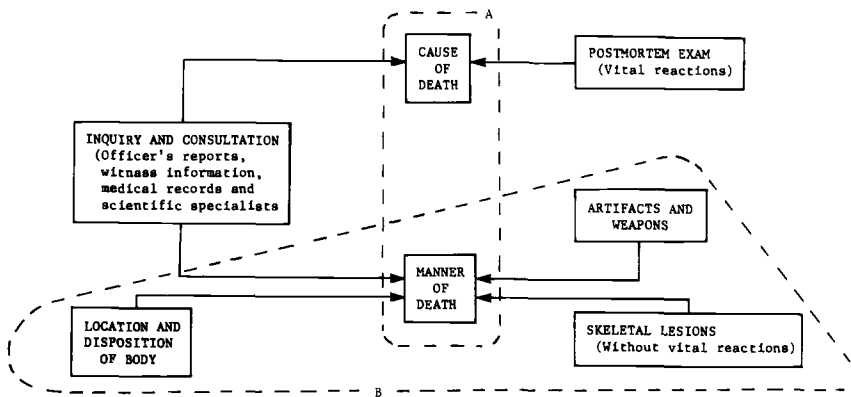 A
CAUSE
OF
DEATH
POSTMORTEM EXAM
(Vital reactions)
INQUIRY AND CONSULTATION
(Officer's reports,
witness information,
medical records and
scientific specialists
ARTIFACTS AND
WEAPONS
MANNER
OF
DEATH
LOCATION AND
DISPOSITION
OF BODY
SKELETAL LESIONS
(Without vital reactions)
B